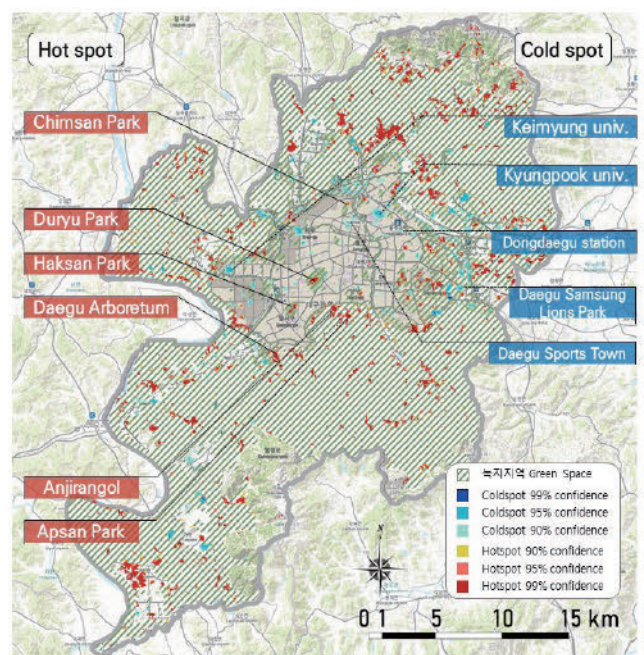 Hot spot
Cold spot
Chimsan Park
Keimyung univ.
Kyungpook univ.
Duryu Park
Dongdaegu station
Haksan Park
Daegu Arboretum
Daegu Samsung
Lions Park
Daegu Sports Town
Anjirangol
Apsan Park
녹지지역 Green Space
Coldspot 99% confidence
Coldspot 95% confidence
Coldspot 90% confidence
Hotspot 90% confidence
Hotspot 95% confidence
Hotspot 99% confidence
0 1 5 10 15 km